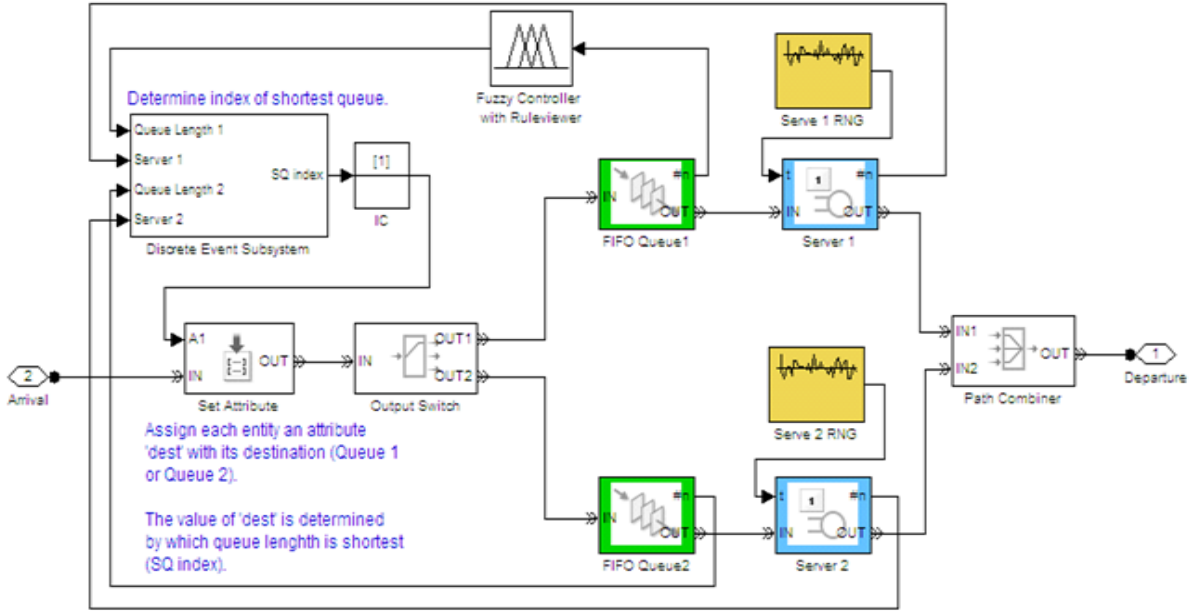 Fuzzy Controller
with Ruleviewer
Serve 1 RNG
Determine index of shortest queue.
Queue Length 1
Server 1
Queue Length 2
Server 2
SQ index
Discrete Event Subsystem
[1]
IC
IN
#n
OUT
FIFO Queue1
t
1
#n
IN
OUT
Server 1
2
Arrival
A1
IN
OUT
Set Attribute
IN
OUT1
OUT2
Output Switch
IN1
IN2
OUT
Path Combiner
1
Departure
Serve 2 RNG
Assign each entity an attribute
'dest' with its destination (Queue 1
or Queue 2).
The value of 'dest' is determined
by which queue lenghth is shortest
(SQ index).
IN
#n
OUT
FIFO Queue2
t
1
#n
IN
OUT
Server 2